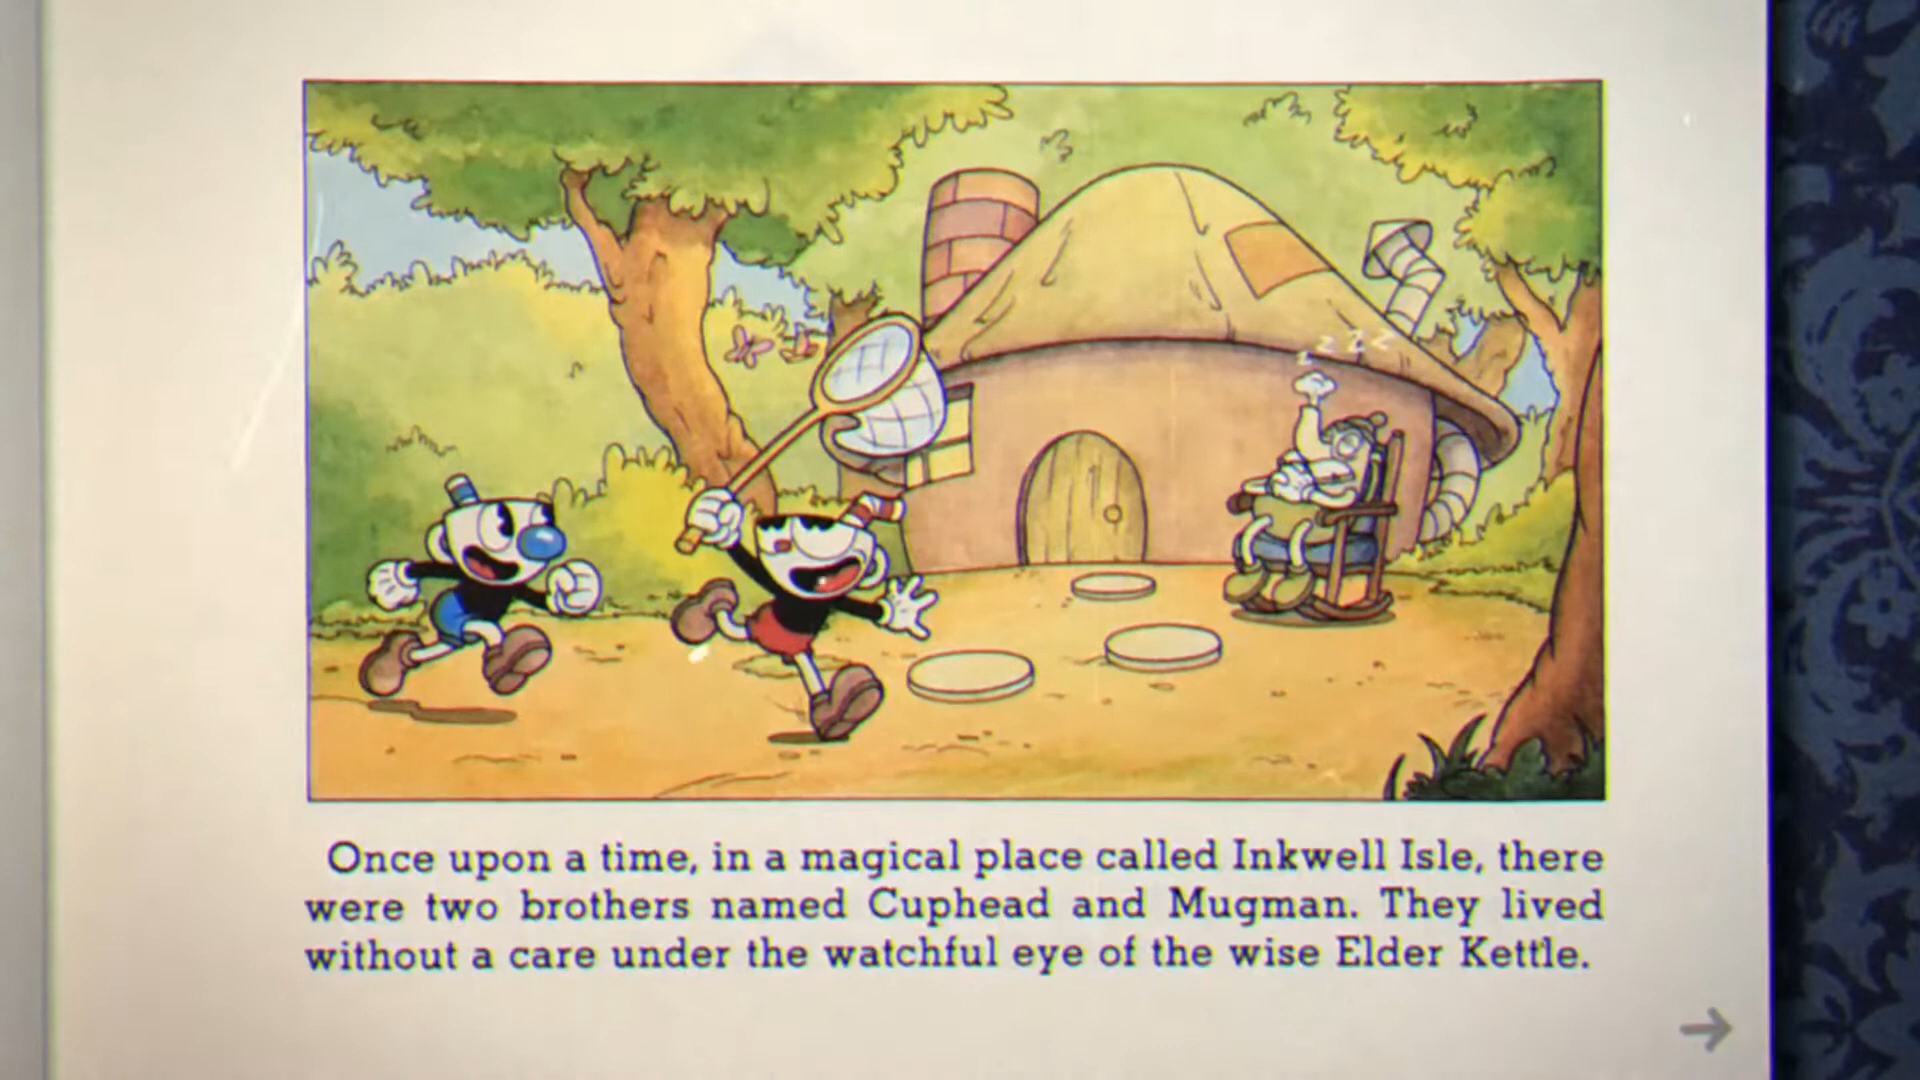 z z z z
Once upon a time, in a magical place called Inkwell Isle, there
were two brothers named Cuphead and Mugman. They lived
without a care under the watchful eye of the wise Elder Kettle.